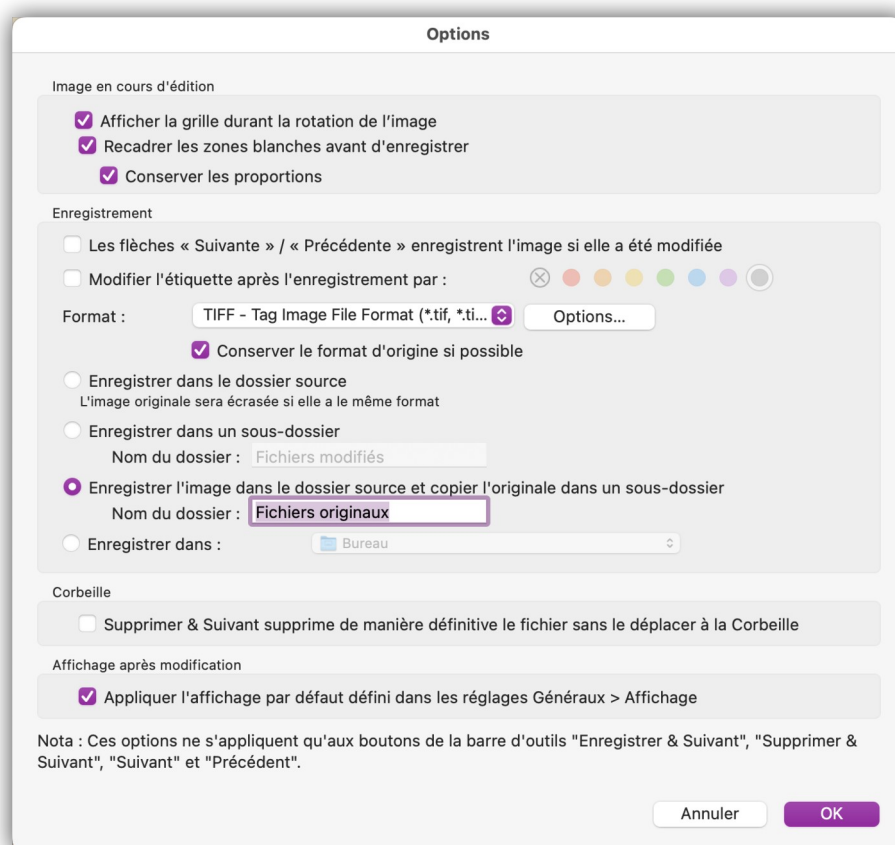 Options
Image en cours d'édition
Afficher la grille durant la rotation de l’image
Recadrer les zones blanches avant d'enregistrer
Conserver les proportions
Enregistrement
Les flèches « Suivante » / « Précédente » enregistrent l'image si elle a été modifiée
Modifier l'étiquette après l'enregistrement par :
Format : TIFF - Tag Image File Format (*.tif, *.ti... Options...
Conserver le format d'origine si possible
Enregistrer dans le dossier source
L'image originale sera écrasée si elle a le même format
Enregistrer dans un sous-dossier
Nom du dossier : Fichiers modifiés
Enregistrer l'image dans le dossier source et copier l'originale dans un sous-dossier
Nom du dossier : Fichiers originaux
Enregistrer dans : Bureau
Corbeille
Supprimer & Suivant supprime de manière définitive le fichier sans le déplacer à la Corbeille
Affichage après modification
Appliquer l'affichage par défaut défini dans les réglages Généraux > Affichage
Nota : Ces options ne s'appliquent qu'aux boutons de la barre d'outils "Enregistrer & Suivant", "Supprimer &
Suivant", "Suivant" et "Précédent".
Annuler OK